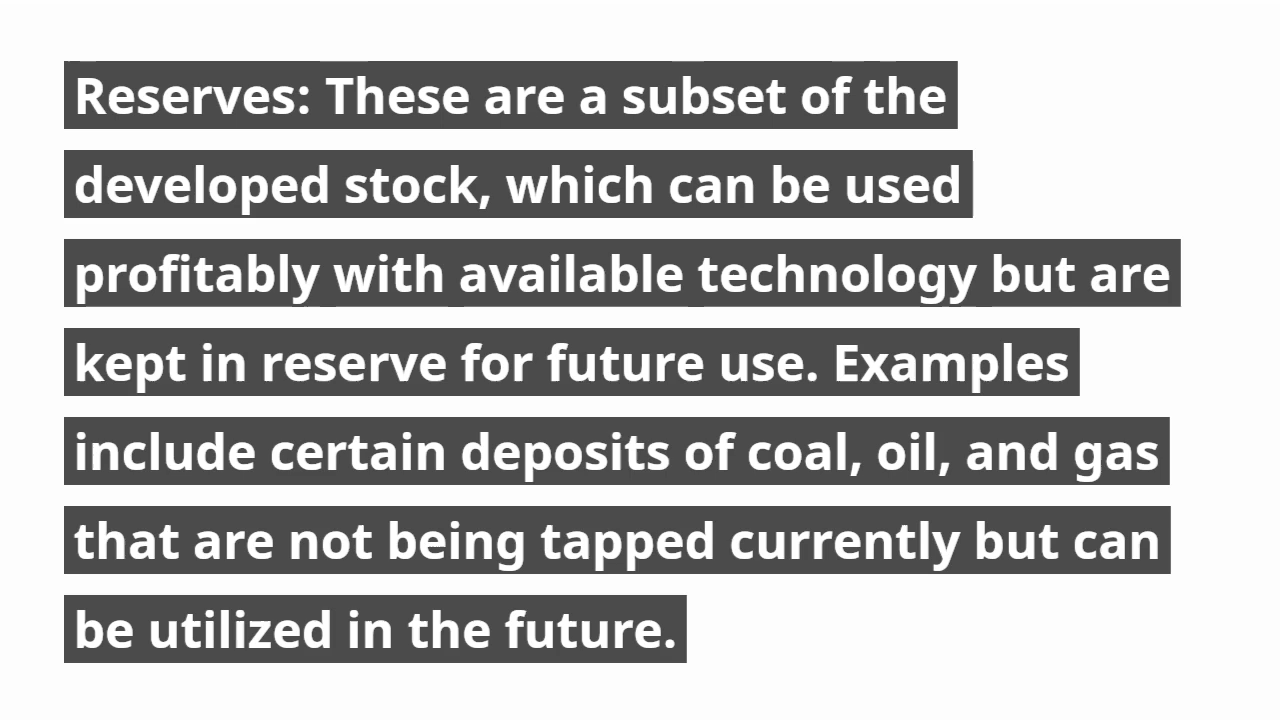 Reserves: These are a subset of the
developed stock, which can be used
profitably with available technology but are
kept in reserve for future use. Examples
include certain deposits of coal, oil, and gas
that are not being tapped currently but can
be utilized in the future.